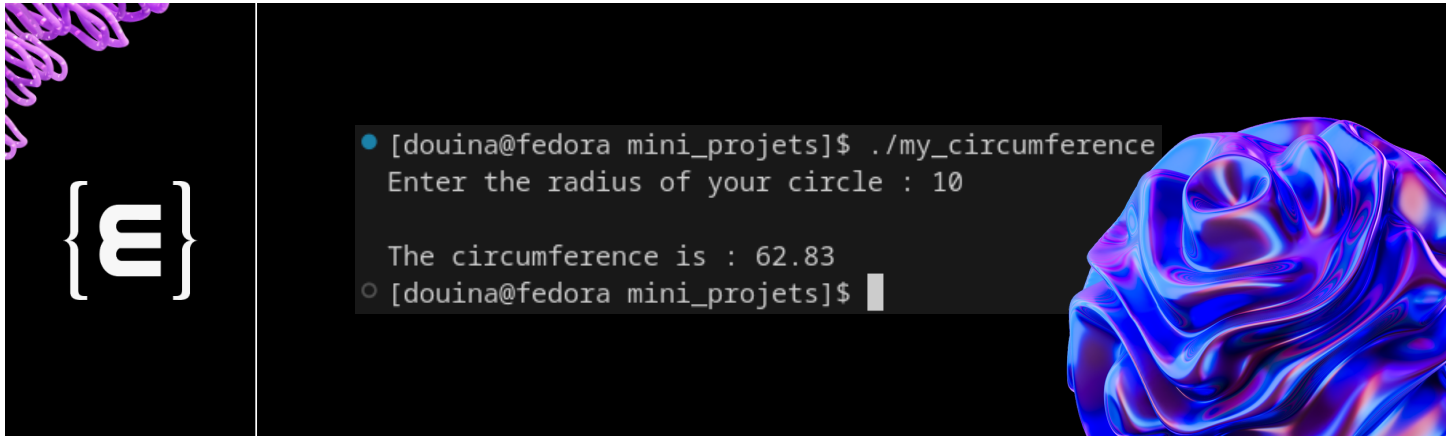 [douina@fedora mini_projets]$ ./my_circumference
Enter the radius of your circle : 10
The circumference is : 62.83
[douina@fedora mini_projets]$